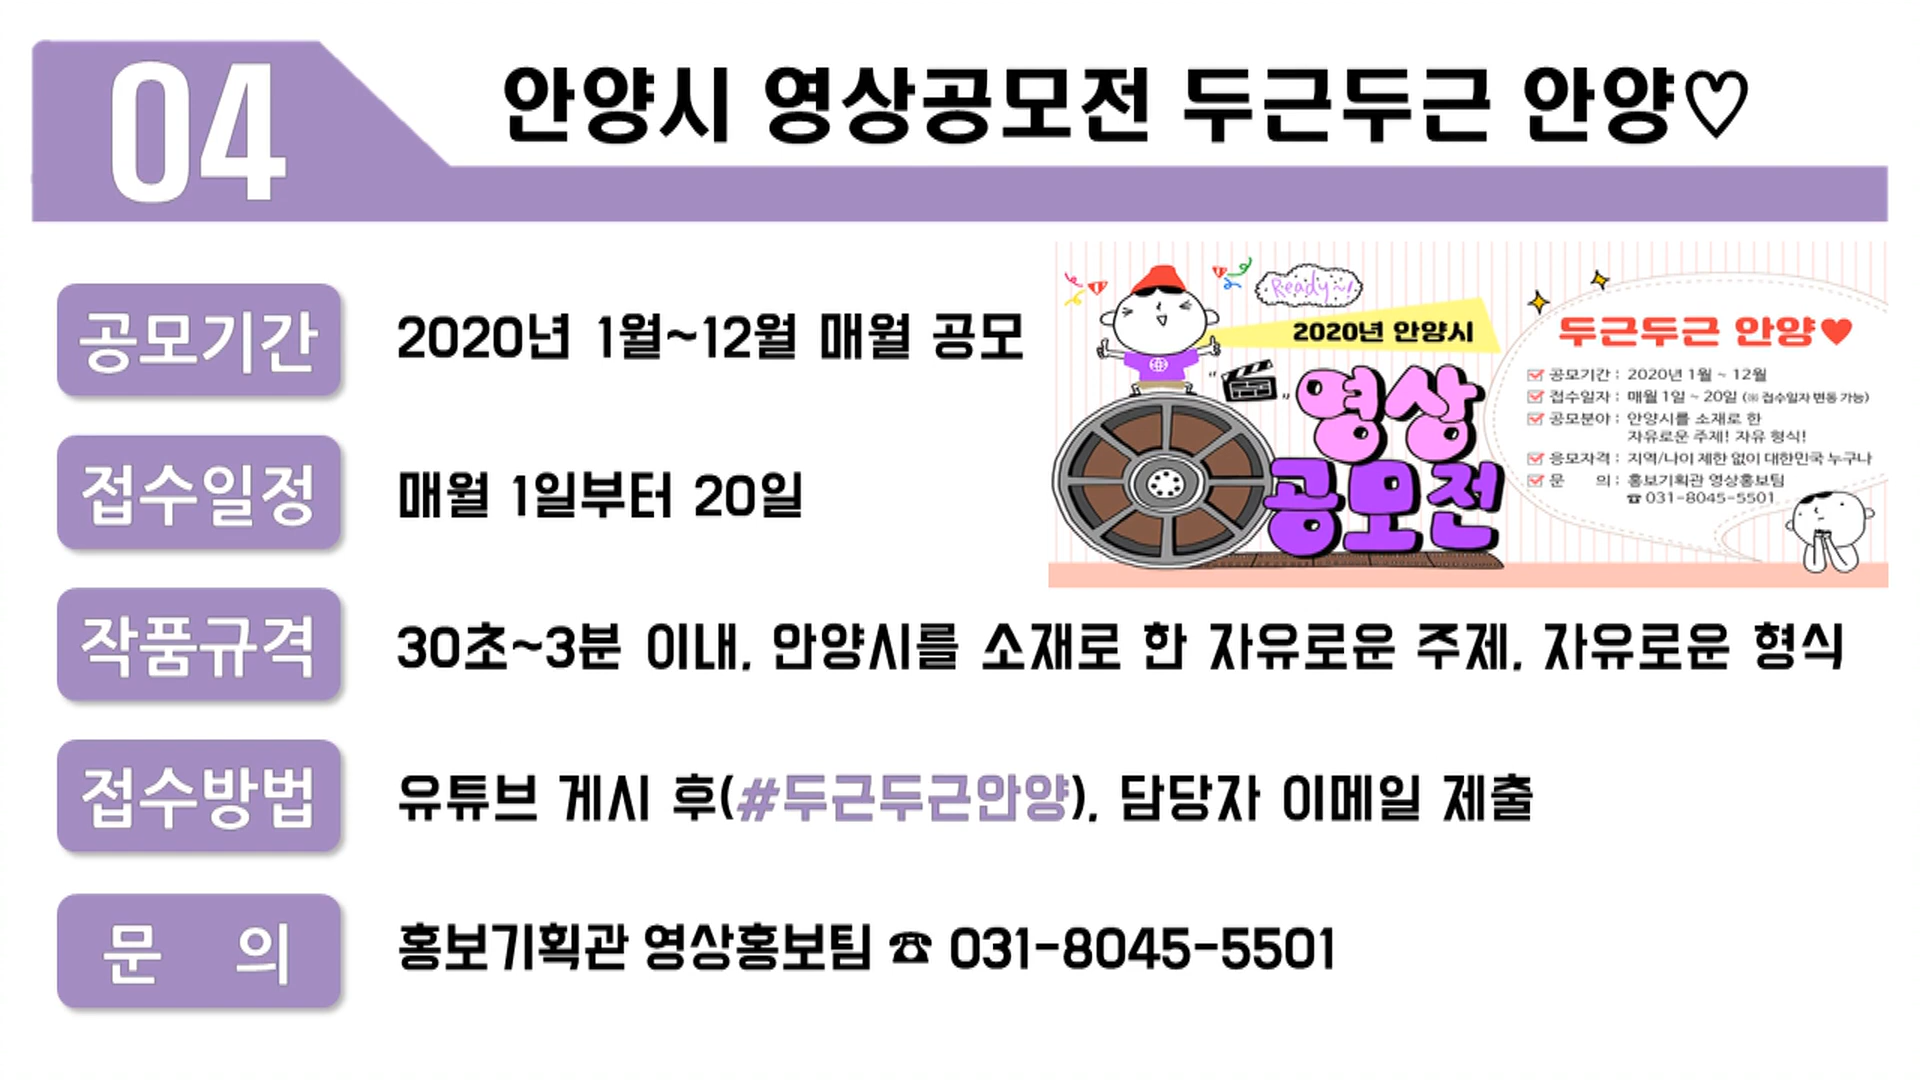 04
안양시 영상공모전 두근두근 안양♡
공모기간
2020년 1월~12월 매월 공모
접수일정
매월 1일부터 20일
Ready~!
2020년 안양시
영상
공모전
두근두근 안양♥
공모기간 : 2020년 1월 ~ 12월
접수일자 : 매월 1일 ~ 20일 (※ 접수일자 변동 가능)
공모분야 : 안양시를 소재로 한
자유로운 주제! 자유 형식!
응모자격 : 지역/나이 제한 없이 대한민국 누구나
문 의 : 홍보기획관 영상홍보팀
☎ 031-8045-5501
작품규격
30초~3분 이내, 안양시를 소재로 한 자유로운 주제, 자유로운 형식
접수방법
유튜브 게시 후(#두근두근안양), 담당자 이메일 제출
문 의
홍보기획관 영상홍보팀 ☎ 031-8045-5501